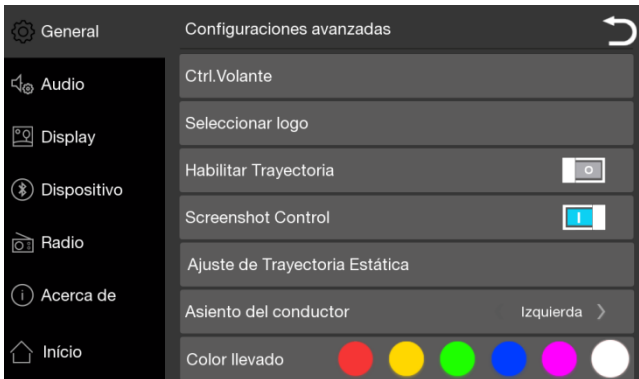 General
Audio
Display
Dispositivo
Radio
Acerca de
Início
Configuraciones avanzadas
Ctrl.Volante
Seleccionar logo
Habilitar Trayectoria
Screenshot Control
Ajuste de Trayectoria Estática
Asiento del conductor Izquierda
Color llevado